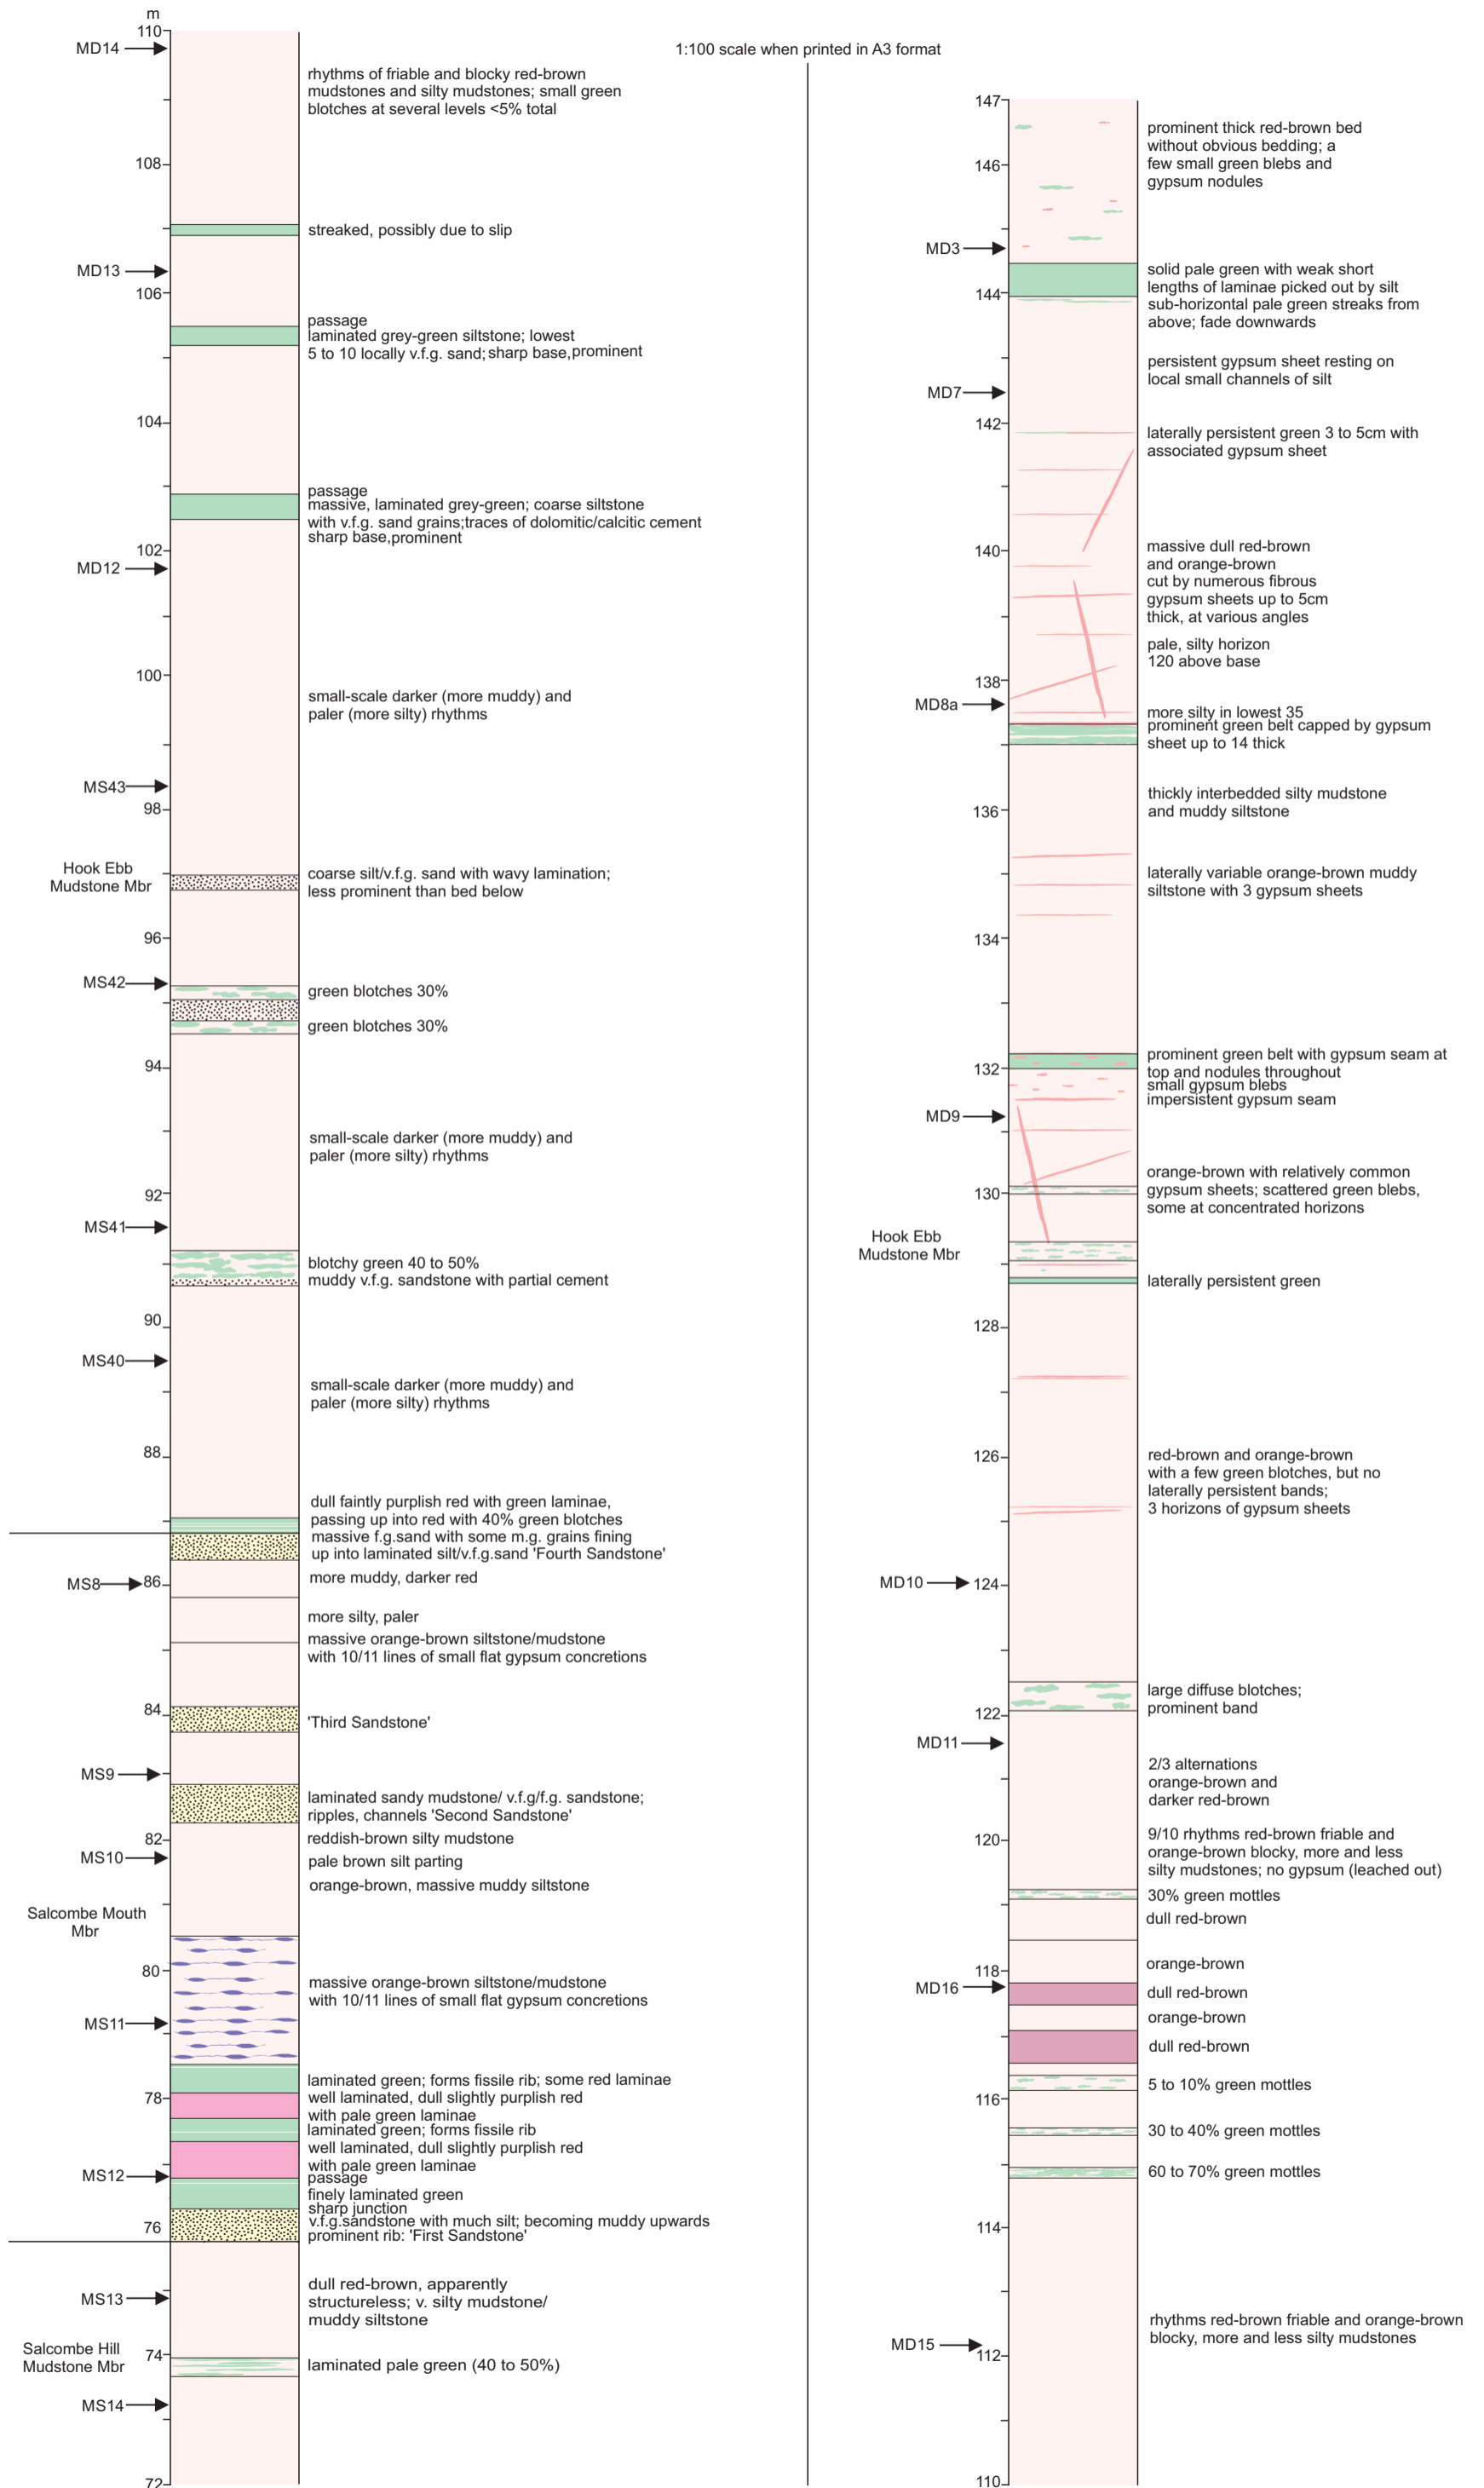 m
110
MD14
rhythms of friable and blocky red-brown
mudstones and silty mudstones; small green
blotches at several levels <5% total
108
streaked, possibly due to slip
MD13
106
passage
laminated grey-green siltstone; lowest
5 to 10 locally v.f.g. sand; sharp base, prominent
104
passage
massive, laminated grey-green; coarse siltstone
with v.f.g. sand grains; traces of dolomitic/calcitic cement
sharp base, prominent
102
MD12
100
small-scale darker (more muddy) and
paler (more silty) rhythms
MS43
98
Hook Ebb
Mudstone Mbr
coarse silt/v.f.g. sand with wavy lamination;
less prominent than bed below
96
MS42
green blotches 30%
green blotches 30%
94
small-scale darker (more muddy) and
paler (more silty) rhythms
92
MS41
blotchy green 40 to 50%
muddy v.f.g. sandstone with partial cement
90
MS40
small-scale darker (more muddy) and
paler (more silty) rhythms
88
dull faintly purplish red with green laminae,
passing up into red with 40% green blotches
massive f.g.sand with some m.g. grains fining
up into laminated silt/v.f.g.sand 'Fourth Sandstone'
MS8
86
more muddy, darker red
more silty, paler
massive orange-brown siltstone/mudstone
with 10/11 lines of small flat gypsum concretions
84
'Third Sandstone'
MS9
laminated sandy mudstone/ v.f.g/f.g. sandstone;
ripples, channels 'Second Sandstone'
82
reddish-brown silty mudstone
MS10
pale brown silt parting
orange-brown, massive muddy siltstone
Salcombe Mouth
Mbr
80
massive orange-brown siltstone/mudstone
with 10/11 lines of small flat gypsum concretions
MS11
laminated green; forms fissile rib; some red laminae
78
well laminated, dull slightly purplish red
with pale green laminae
laminated green; forms fissile rib
well laminated, dull slightly purplish red
with pale green laminae
MS12
passage
finely laminated green
sharp junction
76
v.f.g.sandstone with much silt; becoming muddy upwards
prominent rib: 'First Sandstone'
MS13
dull red-brown, apparently
structureless; v. silty mudstone/
muddy siltstone
Salcombe Hill
Mudstone Mbr
74
laminated pale green (40 to 50%)
MS14
72
1:100 scale when printed in A3 format
147
prominent thick red-brown bed
without obvious bedding; a
few small green blebs and
gypsum nodules
146
MD3
144
solid pale green with weak short
lengths of laminae picked out by silt
sub-horizontal pale green streaks from
above; fade downwards
persistent gypsum sheet resting on
local small channels of silt
MD7
142
laterally persistent green 3 to 5cm with
associated gypsum sheet
140
massive dull red-brown
and orange-brown
cut by numerous fibrous
gypsum sheets up to 5cm
thick, at various angles
pale, silty horizon
120 above base
138
MD8a
more silty in lowest 35
prominent green belt capped by gypsum
sheet up to 14 thick
136
thickly interbedded silty mudstone
and muddy siltstone
laterally variable orange-brown muddy
siltstone with 3 gypsum sheets
134
132
prominent green belt with gypsum seam at
top and nodules throughout
small gypsum blebs
impersistent gypsum seam
MD9
130
orange-brown with relatively common
gypsum sheets; scattered green blebs,
some at concentrated horizons
Hook Ebb
Mudstone Mbr
laterally persistent green
128
126
red-brown and orange-brown
with a few green blotches, but no
laterally persistent bands;
3 horizons of gypsum sheets
MD10
124
large diffuse blotches;
prominent band
122
MD11
2/3 alternations
orange-brown and
darker red-brown
120
9/10 rhythms red-brown friable and
orange-brown blocky, more and less
silty mudstones; no gypsum (leached out)
30% green mottles
dull red-brown
orange-brown
118
MD16
dull red-brown
orange-brown
dull red-brown
116
5 to 10% green mottles
30 to 40% green mottles
60 to 70% green mottles
114
MD15
rhythms red-brown friable and orange-brown
blocky, more and less silty mudstones
112
110